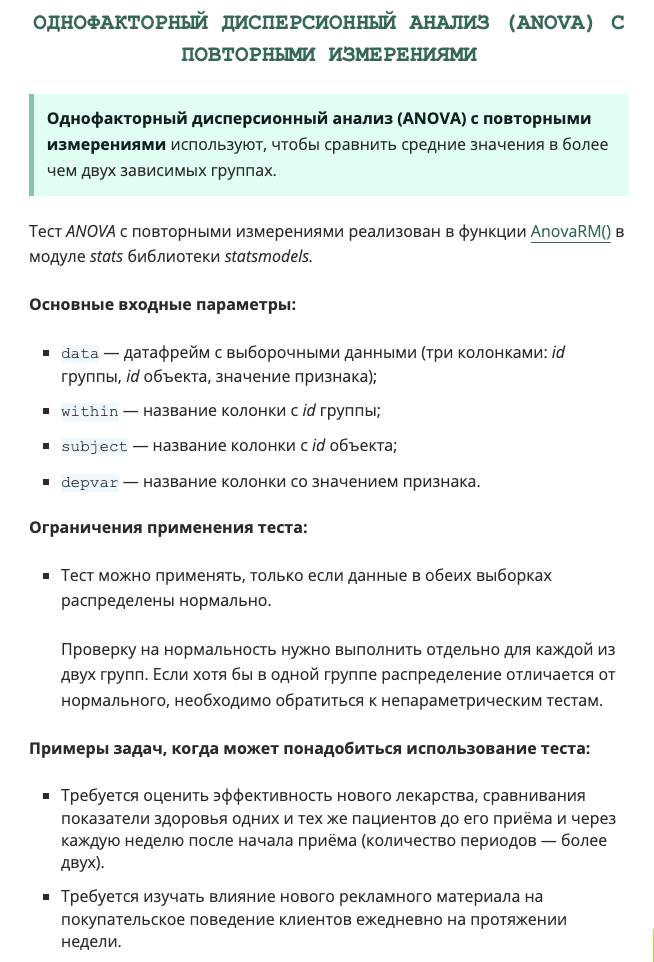 ОДНОФАКТОРНЫЙ ДИСПЕРСИОННЫЙ АНАЛИЗ (ANOVA) С
ПОВТОРНЫМИ ИЗМЕРЕНИЯМИ
Однофакторный дисперсионный анализ (ANOVA) с повторными
измерениями используют, чтобы сравнить средние значения в более
чем двух зависимых группах.
Тест ANOVA с повторными измерениями реализован в функции AnovaRM() в
модуле stats библиотеки statsmodels.
Основные входные параметры:
data — датафрейм с выборочными данными (три колонками: id
группы, id объекта, значение признака);
within — название колонки с id группы;
subject — название колонки с id объекта;
depvar — название колонки со значением признака.
Ограничения применения теста:
Тест можно применять, только если данные в обеих выборках
распределены нормально.
Проверку на нормальность нужно выполнить отдельно для каждой из
двух групп. Если хотя бы в одной группе распределение отличается от
нормального, необходимо обратиться к непараметрическим тестам.
Примеры задач, когда может понадобиться использование теста:
Требуется оценить эффективность нового лекарства, сравнивания
показатели здоровья одних и тех же пациентов до его приёма и через
каждую неделю после начала приёма (количество периодов — более
двух).
Требуется изучать влияние нового рекламного материала на
покупательское поведение клиентов ежедневно на протяжении
недели.